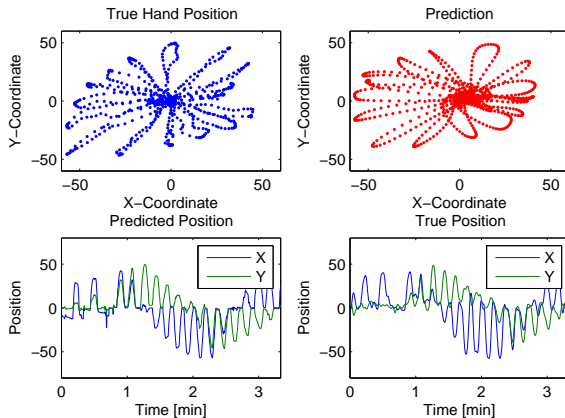 True Hand Position
50
0
−50
Y−Coordinate
−50
0
50
X−Coordinate
Prediction
50
0
−50
Y−Coordinate
−50
0
50
X−Coordinate
Predicted Position
50
0
−50
Position
X
Y
0
1
2
3
Time [min]
True Position
50
0
−50
Position
X
Y
0
1
2
3
Time [min]